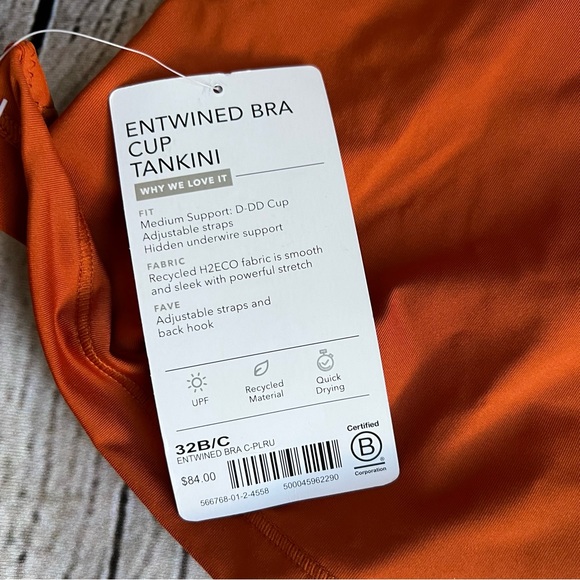 ENTWINED BRA
CUP
TANKINI
WHY WE LOVE IT
FIT
Medium Support: D-DD Cup
Adjustable straps
Hidden underwire support
FABRIC
Recycled H2ECO fabric is smooth
and sleek with powerful stretch
FAVE
Adjustable straps and
back hook
UPF
Recycled
Material
Quick
Drying
32B/C
ENTWINED BRA C-PLRU
$84.00
566768-01-2-4558
500045962290
Certified
B
®
Corporation